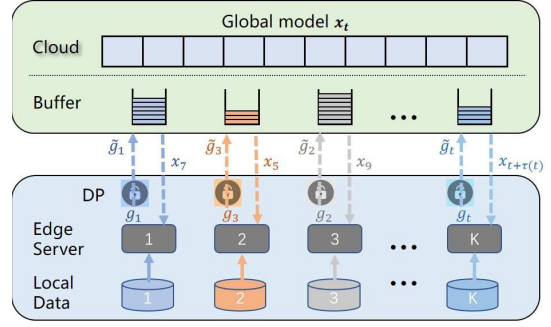 Global model x_t
Cloud
Buffer
...
g̃_1 x_7 g̃_3 x_5 g̃_2 x_9 g̃_t x_{t+τ(t)}
DP
g_1 g_3 g_2 g_t
Edge Server 1 2 3 ... K
Local Data 1 2 3 ... K